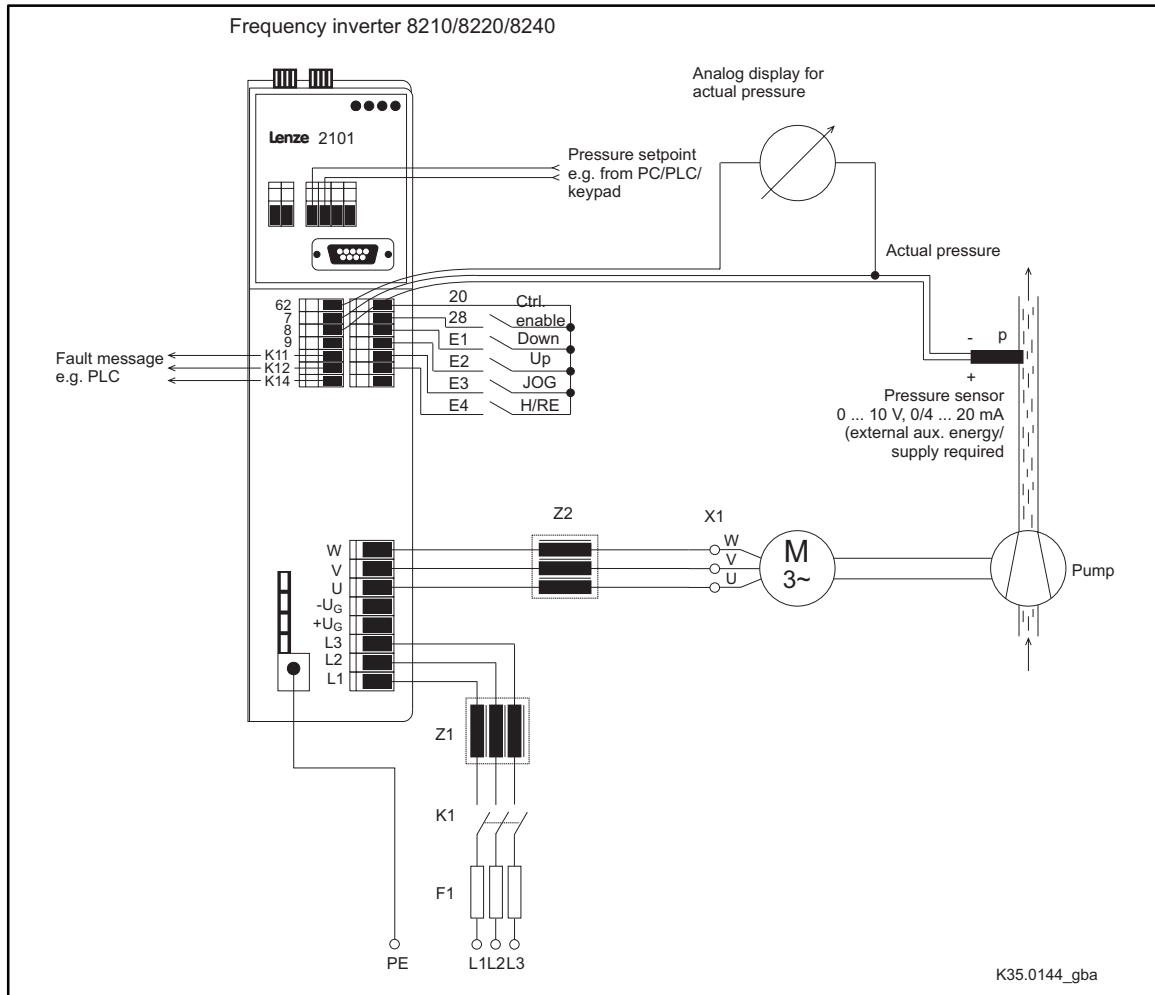 Frequency inverter 8210/8220/8240
Analog display for
actual pressure
Lenze 2101
Pressure setpoint
e.g. from PC/PLC/
keypad
Actual pressure
62
7
8
9
K11
K12
K14
Fault message
e.g. PLC
20
28
E1
E2
E3
E4
Ctrl.
enable
Down
Up
JOG
H/RE
- p
+
Pressure sensor
0 ... 10 V, 0/4 ... 20 mA
(external aux. energy/
supply required
Z2
X1
W
V
U
-UG
+UG
L3
L2
L1
W
V
U
M
3~
Pump
Z1
K1
F1
PE
L1L2L3
K35.0144_gba